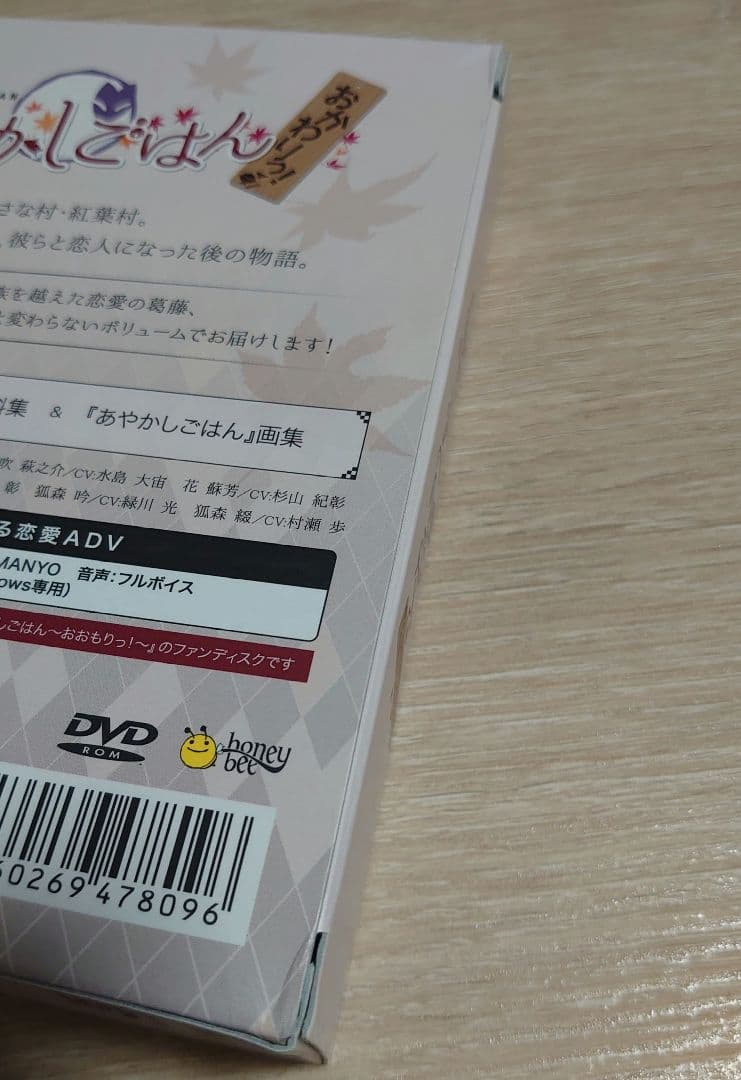 かしごはん
おかわりっ!
さな村・紅葉村。
彼らと恋人になった後の物語。
族を越えた恋愛の葛藤、
と変わらないボリュームでお届けします!
料集 & 『あやかしごはん』画集
吹 萩之介/CV:水島 大宙 花 蘇芳/CV:杉山 紀彰
彰 狐森 吟/CV:緑川 光 狐森 綴/CV:村瀬 歩
る恋愛ADV
MANYO 音声:フルボイス
ows専用)
しごはん〜おおもりっ!〜』のファンディスクです
DVD
ROM
honey
bee
60269 478096